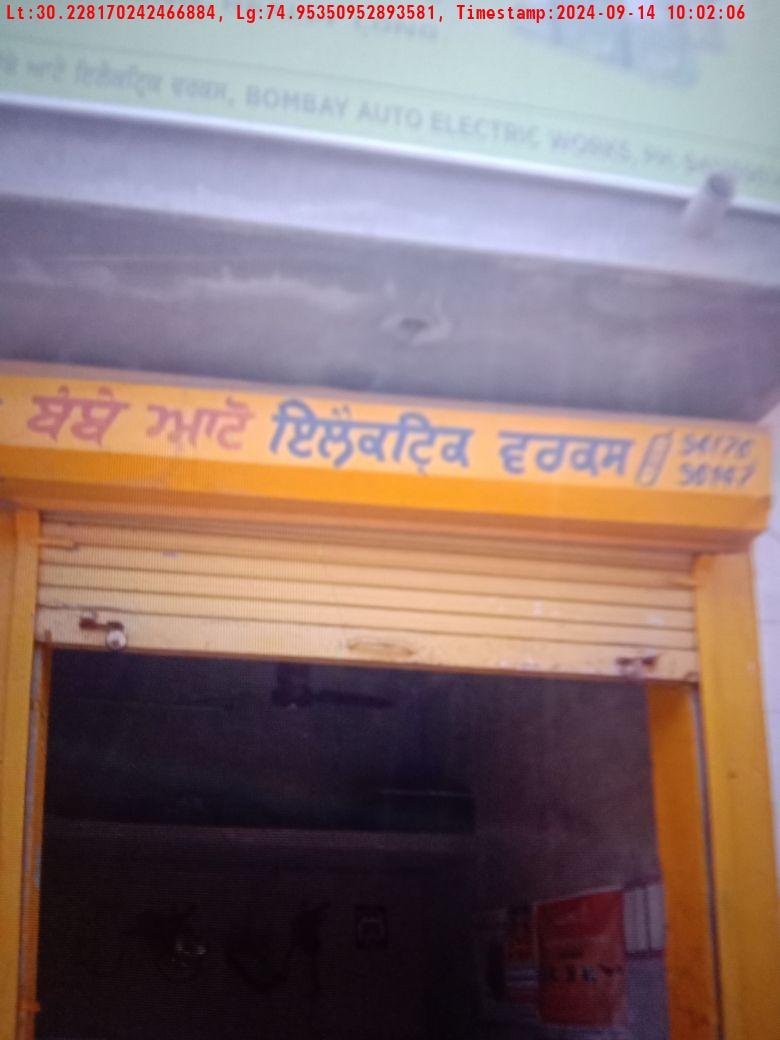 Lt:30.228170242466884, Lg:74.95350952893581, Timestamp:2024-09-14 10:02:06
ਆਟੋ ਇਲੈਕਟ੍ਰਿਕ ਵਰਕਸ, BOMBAY AUTO ELECTRIC WORKS, PH.
ਬੰਬੇ ਆਟੋ ਇਲੈਕਟ੍ਰਿਕ ਵਰਕਸ